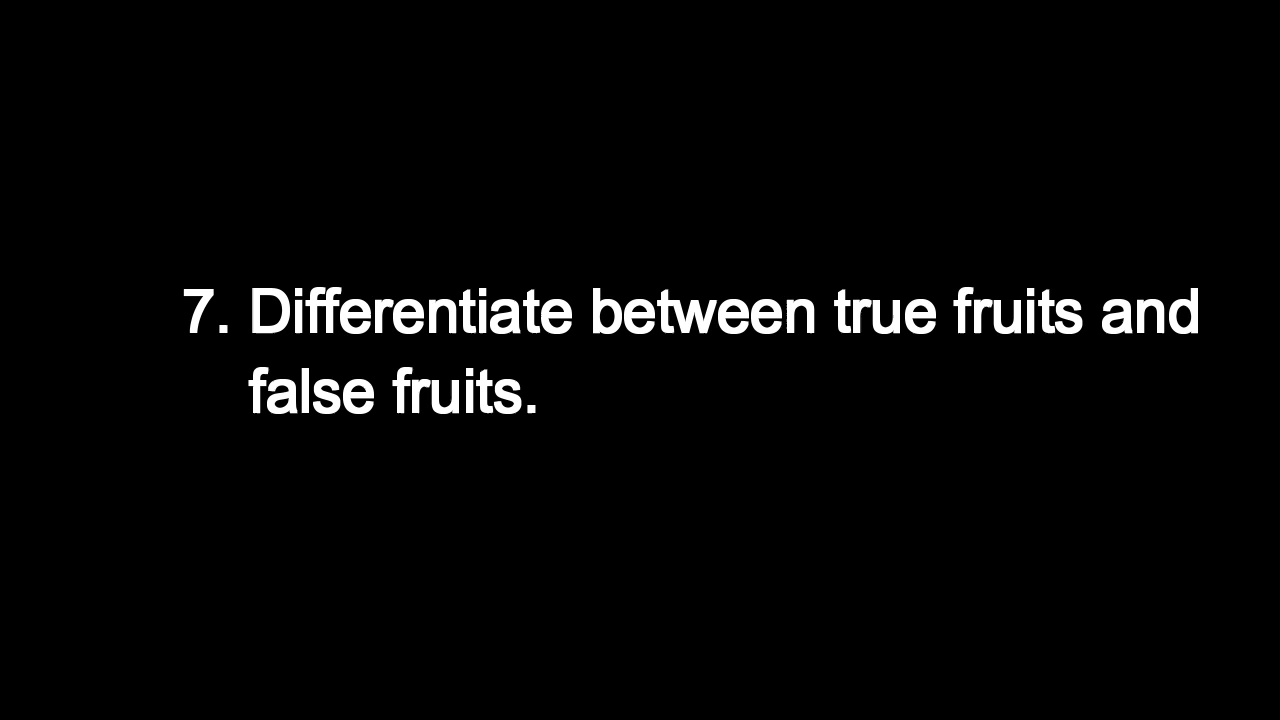 7. Differentiate between true fruits and
false fruits.